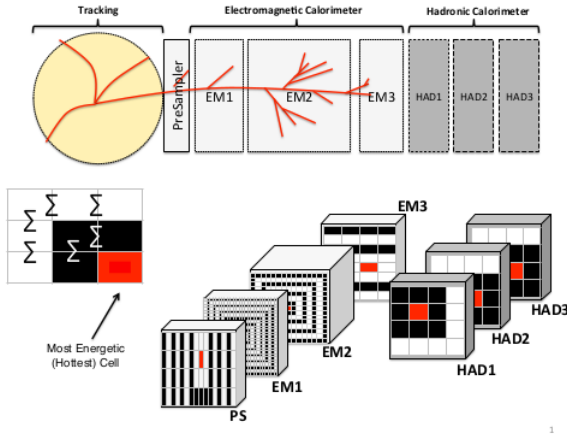 Tracking
Electromagnetic Calorimeter
Hadronic Calorimeter
PreSampler
EM1
EM2
EM3
HAD1
HAD2
HAD3
Σ Σ
Σ Σ
Σ Σ
Most Energetic
(Hottest) Cell
EM3
HAD3
HAD2
HAD1
EM2
EM1
PS
1